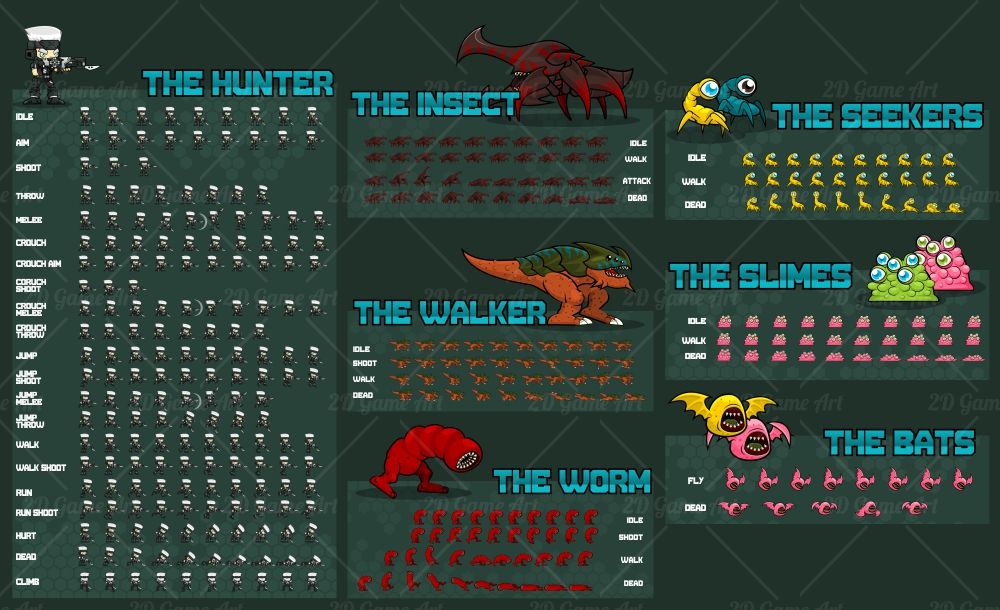 THE HUNTER
IDLE
AIM
SHOOT
THROW
MELEE
CROUCH
CROUCH AIM
CORUCH
SHOOT
CROUCH
MELEE
CROUCH
THROW
JUMP
JUMP
SHOOT
JUMP
MELEE
JUMP
THROW
WALK
WALK SHOOT
RUN
RUN SHOOT
HURT
DEAD
CLIMB
THE INSECT
IDLE
WALK
ATTACK
DEAD
THE WALKER
IDLE
SHOOT
WALK
DEAD
THE WORM
IDLE
SHOOT
WALK
DEAD
THE SEEKERS
IDLE
WALK
DEAD
THE SLIMES
IDLE
WALK
DEAD
THE BATS
FLY
DEAD
2D Game Art